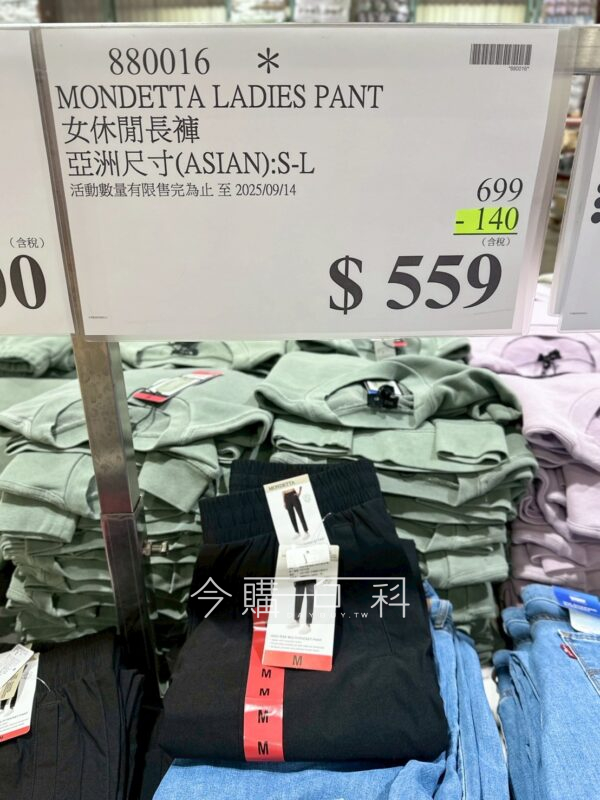 880016 *
*880016*
MONDETTA LADIES PANT
女休閒長褲
亞洲尺寸(ASIAN):S-L
活動數量有限售完為止 至 2025/09/14
699
- 140
(含稅)
$ 559
(含稅)
00
MONDETTA
今購百科
M
M
M
M
M